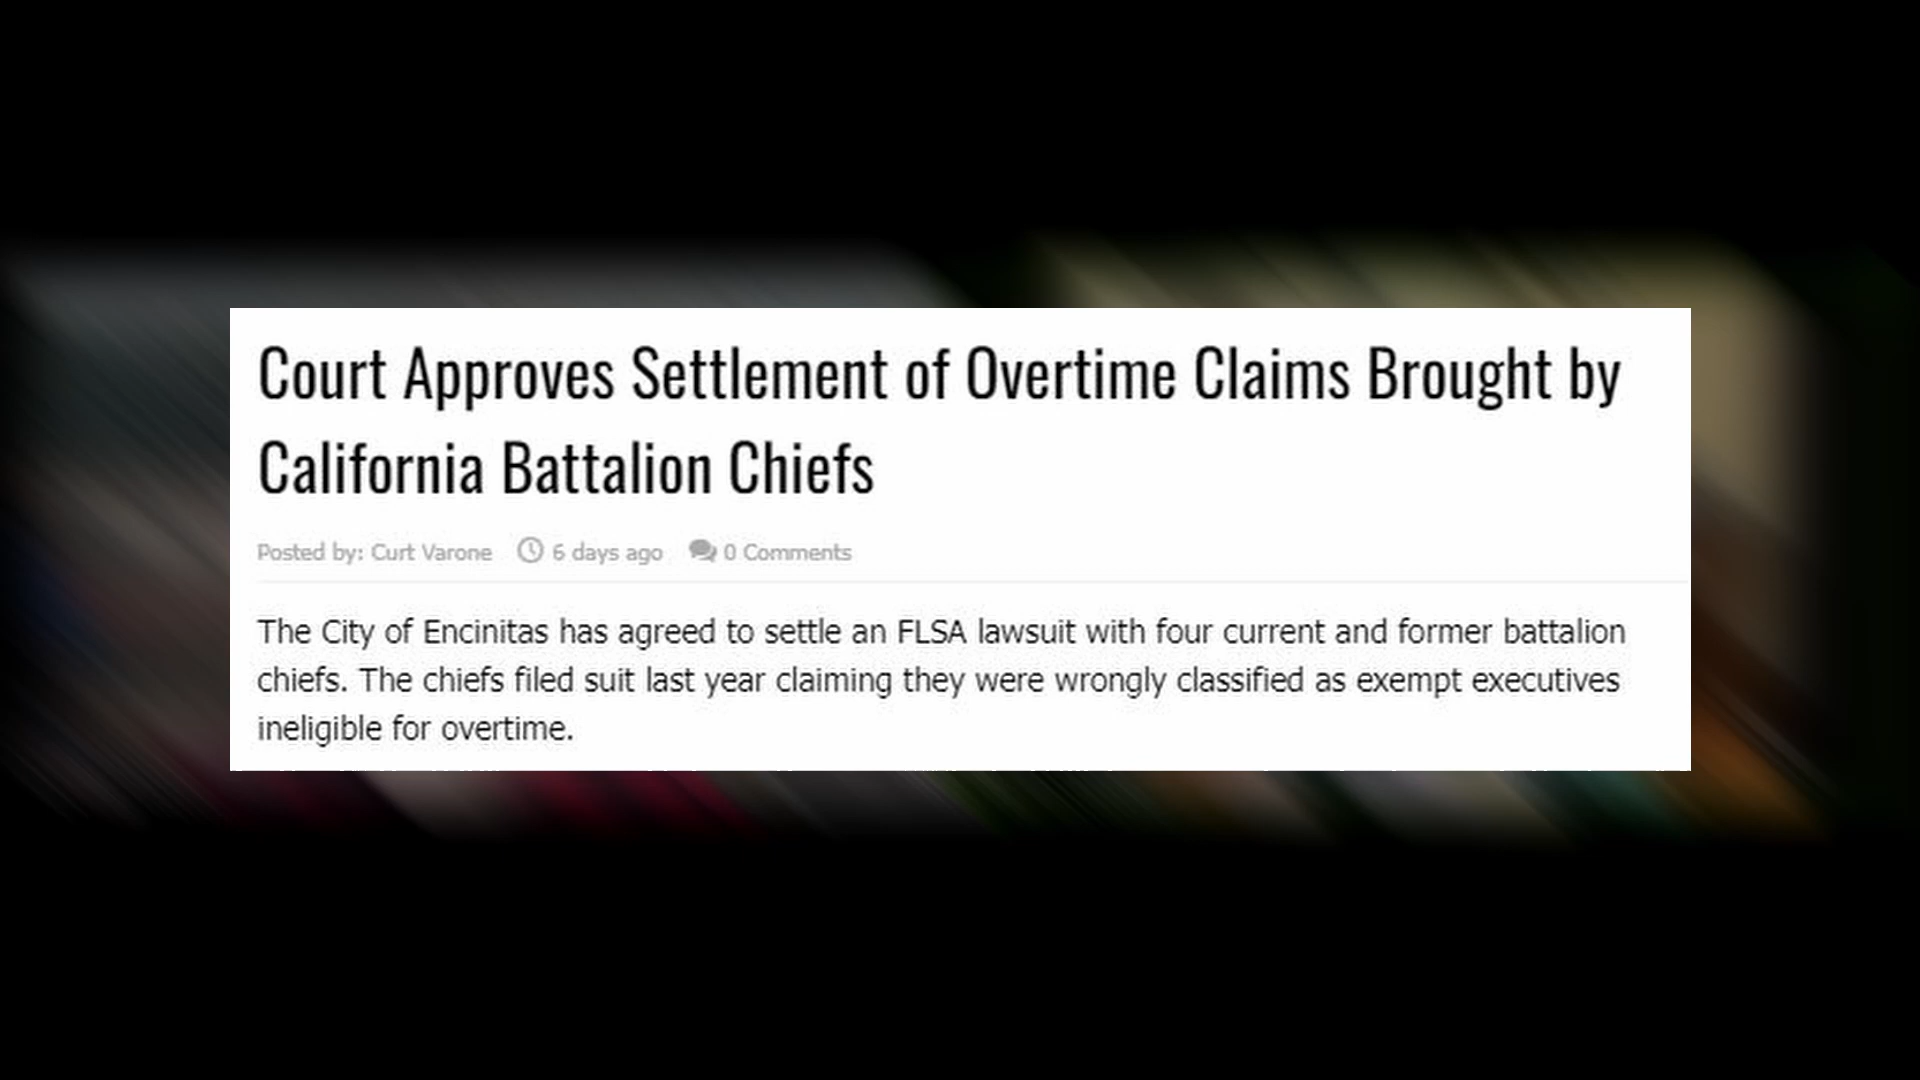 Court Approves Settlement of Overtime Claims Brought by
California Battalion Chiefs
Posted by: Curt Varone 6 days ago 0 Comments
The City of Encinitas has agreed to settle an FLSA lawsuit with four current and former battalion
chiefs. The chiefs filed suit last year claiming they were wrongly classified as exempt executives
ineligible for overtime.